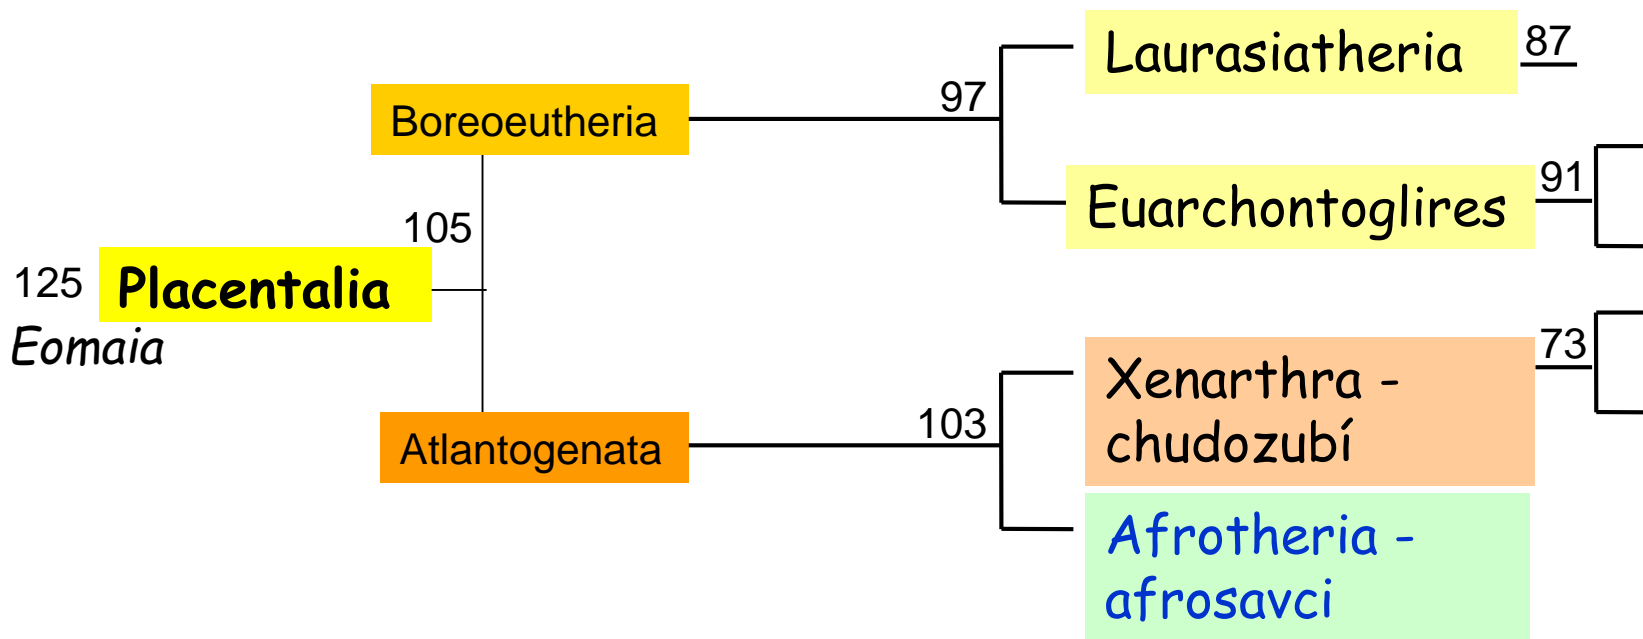 Laurasiatheria 87
97
Boreoeutheria
Euarchontoglires 91
105
125 Placentalia
Eomaia
73
Xenarthra -
chudozubí
103
Atlantogenata
Afrotheria -
afrosavci